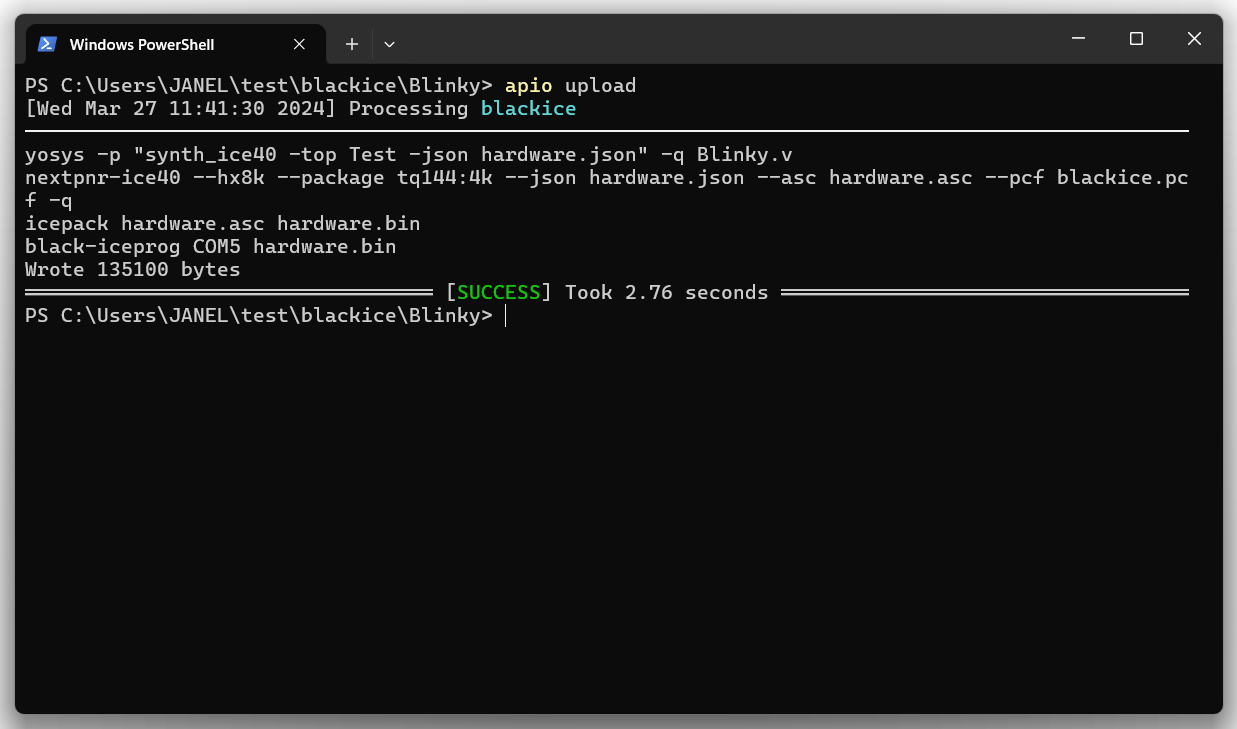 Windows PowerShell
PS C:\Users\JANEL\test\blackice\Blinky> apio upload
[Wed Mar 27 11:41:30 2024] Processing blackice
yosys -p "synth_ice40 -top Test -json hardware.json" -q Blinky.v
nextpnr-ice40 --hx8k --package tq144:4k --json hardware.json --asc hardware.asc --pcf blackice.pc
f -q
icepack hardware.asc hardware.bin
black-iceprog COM5 hardware.bin
Wrote 135100 bytes
[SUCCESS] Took 2.76 seconds
PS C:\Users\JANEL\test\blackice\Blinky>